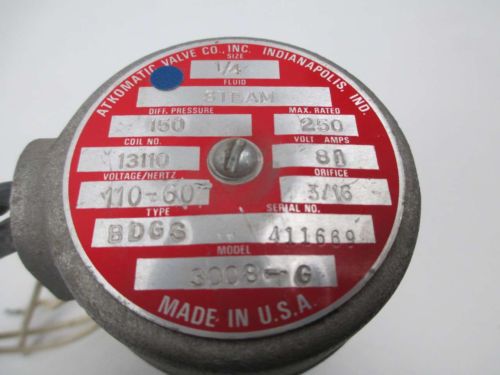 ATKOMATIC VALVE CO., INC. INDIANAPOLIS, IND.
SIZE
1/4
FLUID
STEAM
DIFF. PRESSURE MAX. RATED
150 250
COIL NO. VOLT AMPS
13110 81
VOLTAGE/HERTZ ORIFICE
110-60 3/16
TYPE SERIAL NO.
BDGS 411669
MODEL
3008-G
MADE IN U.S.A.